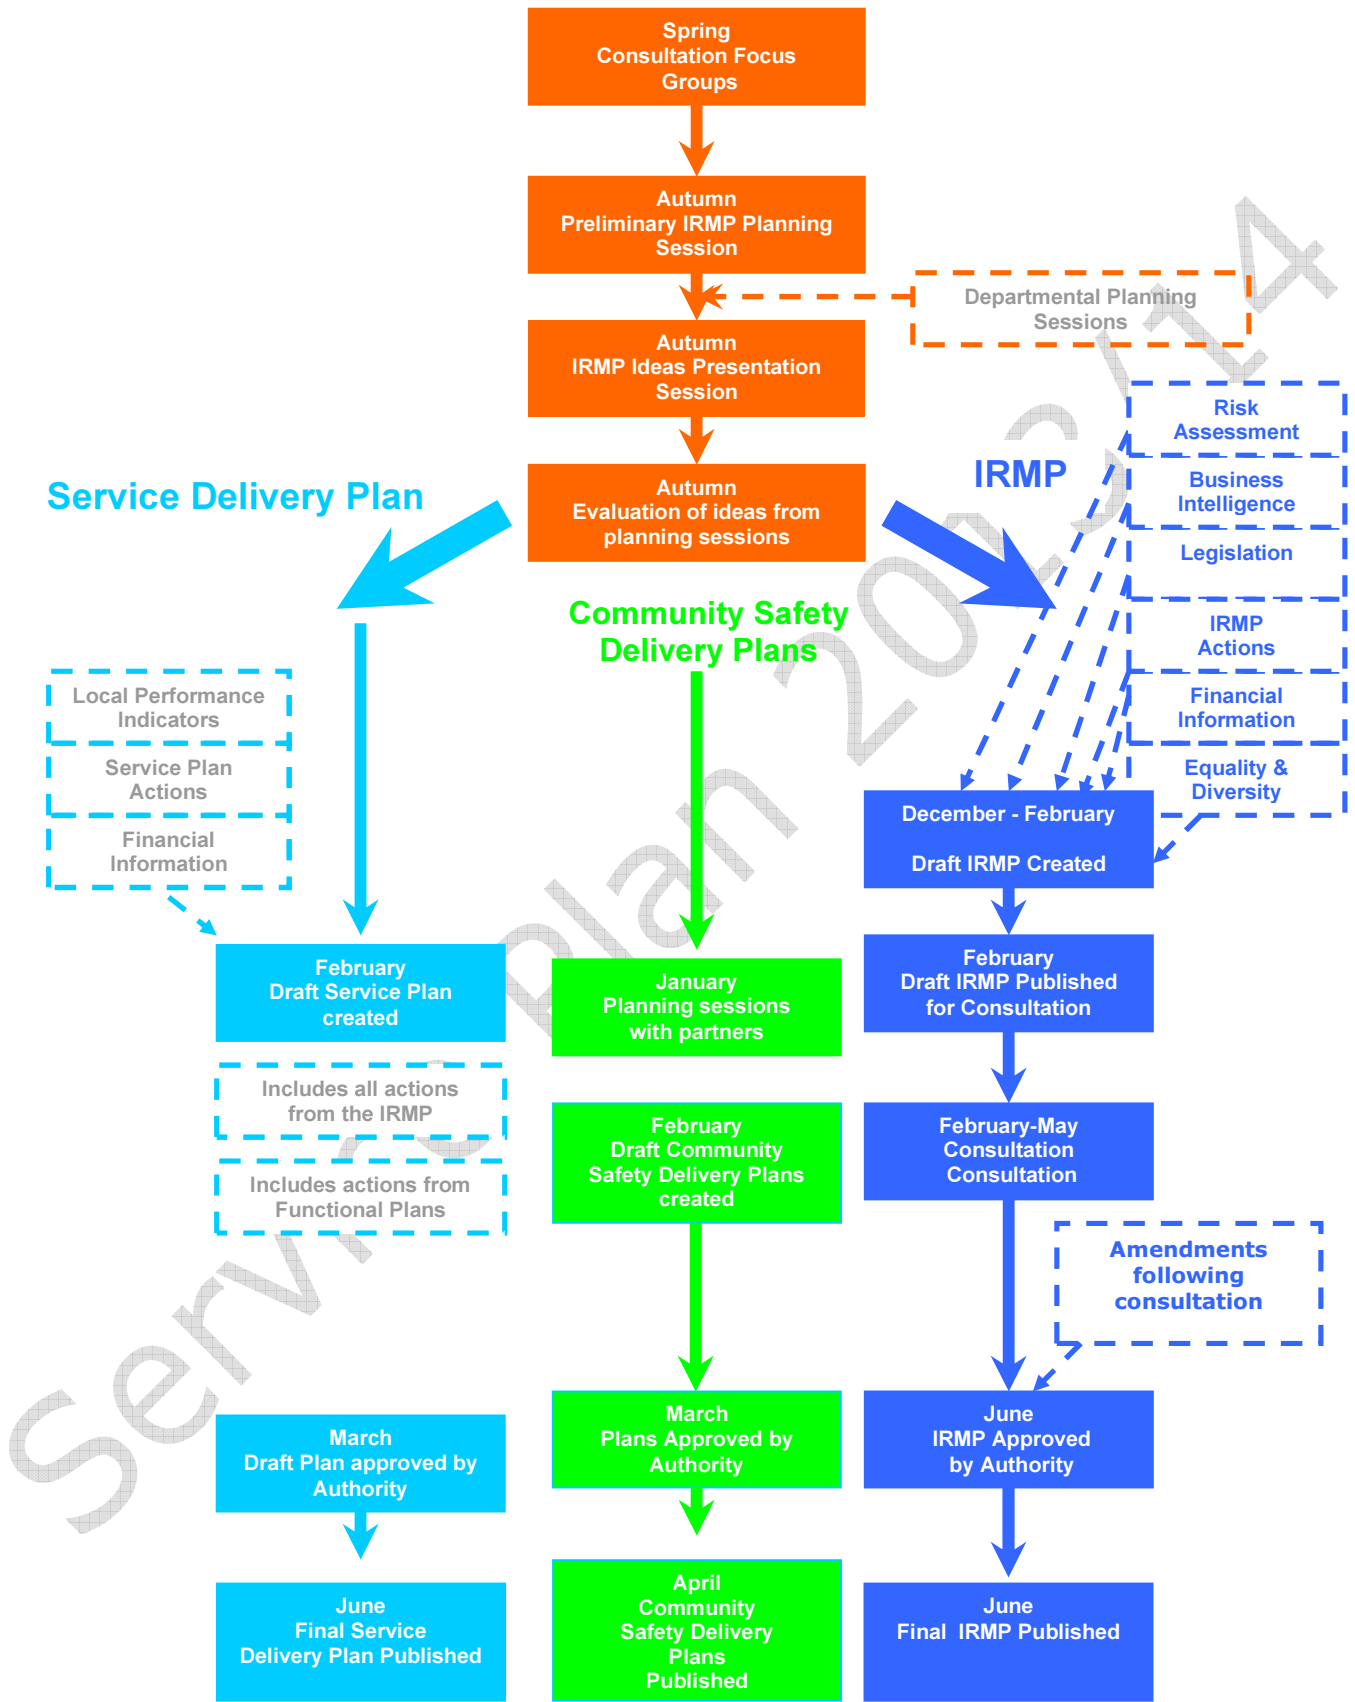 Spring
Consultation Focus
Groups
Autumn
Preliminary IRMP Planning
Session
Departmental Planning
Sessions
Autumn
IRMP Ideas Presentation
Session
Autumn
Evaluation of ideas from
planning sessions
Service Delivery Plan
IRMP
Community Safety
Delivery Plans
Risk
Assessment
Business
Intelligence
Legislation
IRMP
Actions
Financial
Information
Equality &
Diversity
Local Performance
Indicators
Service Plan
Actions
Financial
Information
February
Draft Service Plan
created
Includes all actions
from the IRMP
Includes actions from
Functional Plans
March
Draft Plan approved by
Authority
June
Final Service
Delivery Plan Published
January
Planning sessions
with partners
February
Draft Community
Safety Delivery Plans
created
March
Plans Approved by
Authority
April
Community
Safety Delivery
Plans
Published
December - February
Draft IRMP Created
February
Draft IRMP Published
for Consultation
February-May
Consultation
Consultation
Amendments
following
consultation
June
IRMP Approved
by Authority
June
Final IRMP Published
Service Plan 2013/14